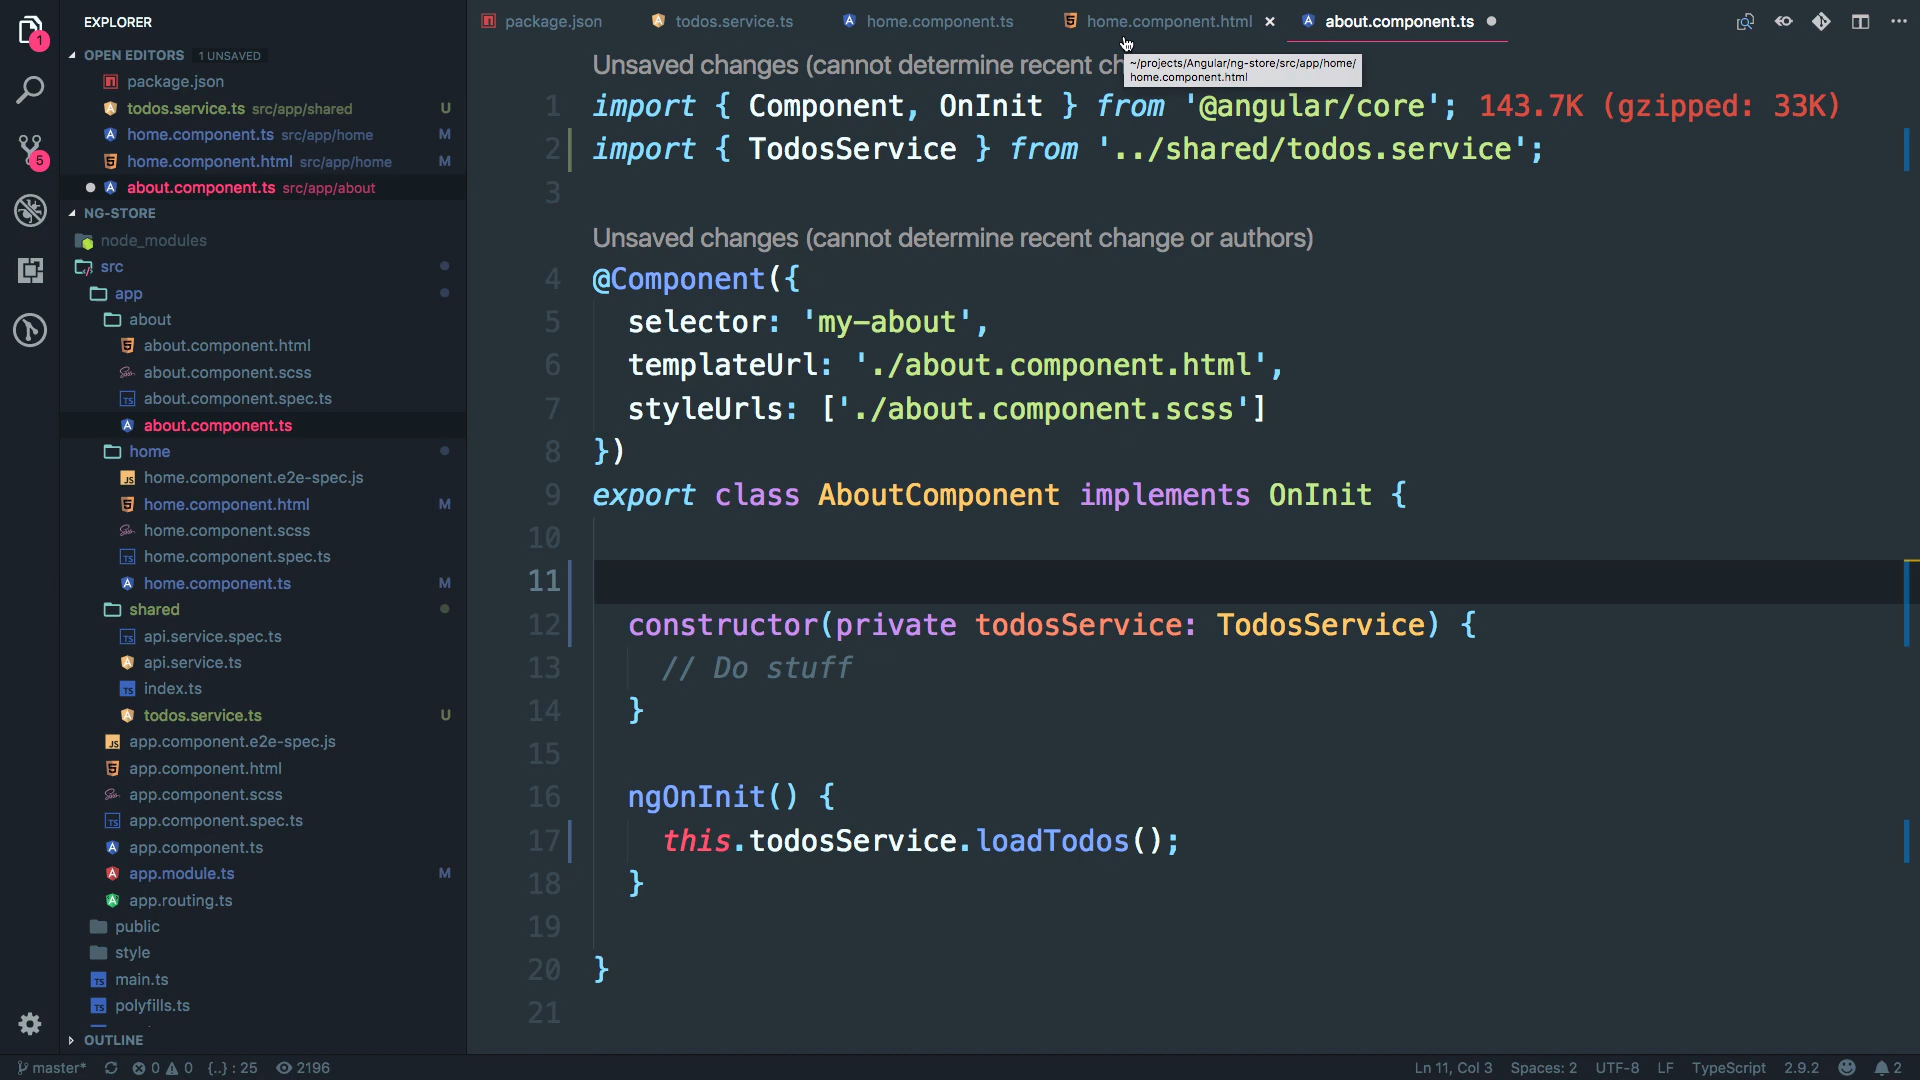 EXPLORER
OPEN EDITORS 1 UNSAVED
package.json
todos.service.ts src/app/shared U
home.component.ts src/app/home M
home.component.html src/app/home M
about.component.ts src/app/about
NG-STORE
node_modules
src
app
about
about.component.html
about.component.scss
about.component.spec.ts
about.component.ts
home
home.component.e2e-spec.js
home.component.html M
home.component.scss
home.component.spec.ts
home.component.ts M
shared
api.service.spec.ts
api.service.ts
index.ts
todos.service.ts U
app.component.e2e-spec.js
app.component.html
app.component.scss
app.component.spec.ts
app.component.ts
app.module.ts M
app.routing.ts
public
style
main.ts
polyfills.ts
OUTLINE
1
5
package.json todos.service.ts home.component.ts home.component.html × about.component.ts
~/projects/Angular/ng-store/src/app/home/
home.component.html
Unsaved changes (cannot determine recent ch
1 import { Component, OnInit } from '@angular/core'; 143.7K (gzipped: 33K)
2 import { TodosService } from '../shared/todos.service';
3
Unsaved changes (cannot determine recent change or authors)
4 @Component({
5 selector: 'my-about',
6 templateUrl: './about.component.html',
7 styleUrls: ['./about.component.scss']
8 })
9 export class AboutComponent implements OnInit {
10
11
12 constructor(private todosService: TodosService) {
13 // Do stuff
14 }
15
16 ngOnInit() {
17 this.todosService.loadTodos();
18 }
19
20 }
21
master* 0 0 {..} : 25 2196 Ln 11, Col 3 Spaces: 2 UTF-8 LF TypeScript 2.9.2 2